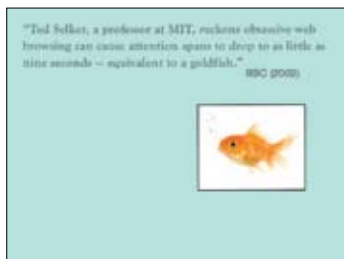 "Ted Selker, a professor at MIT, reckons obsessive web
browsing can cause attention spans to drop to as little as
nine seconds – equivalent to a goldfish."
BBC (2002)